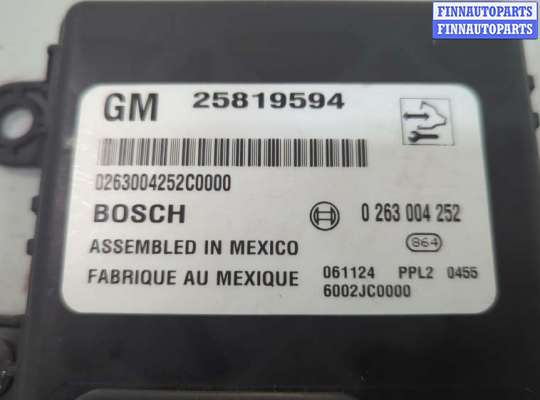 FINNAUTOPARTS
FINNAUTOPARTS
GM 25819594
0263004252C0000
BOSCH 0 263 004 252
ASSEMBLED IN MEXICO 864
FABRIQUE AU MEXIQUE 061124 PPL2 0455
6002JC0000